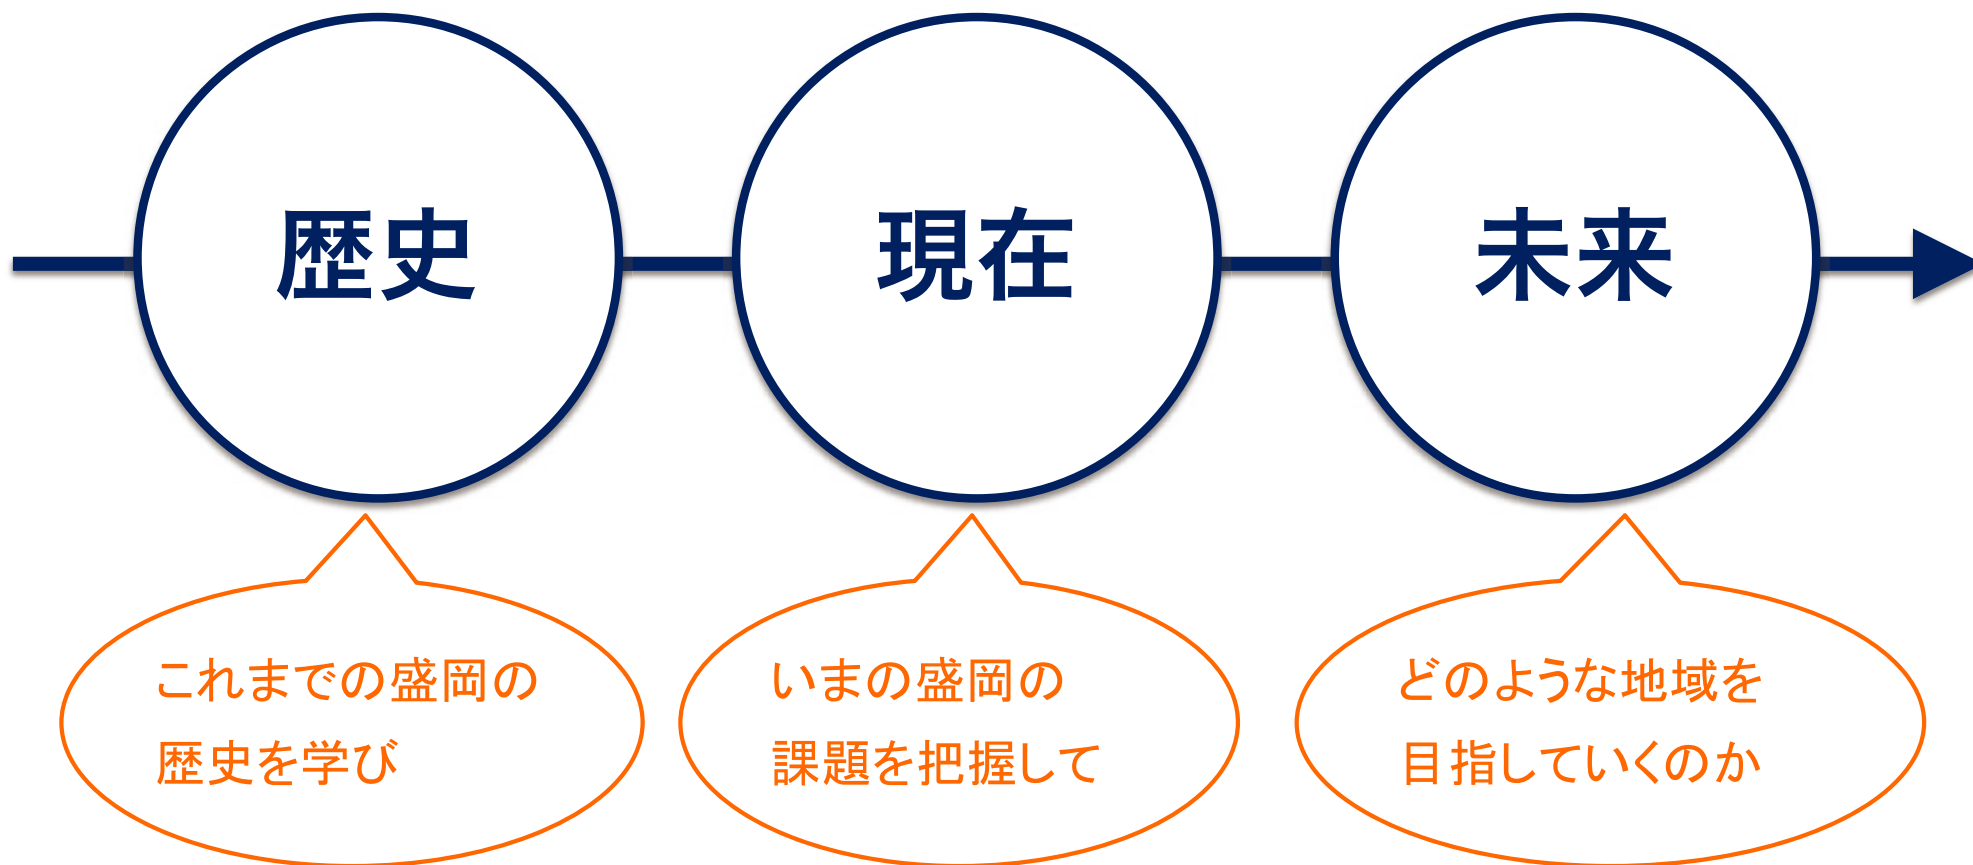 歴史
現在
未来
これまでの盛岡の
歴史を学び
いまの盛岡の
課題を把握して
どのような地域を
目指していくのか